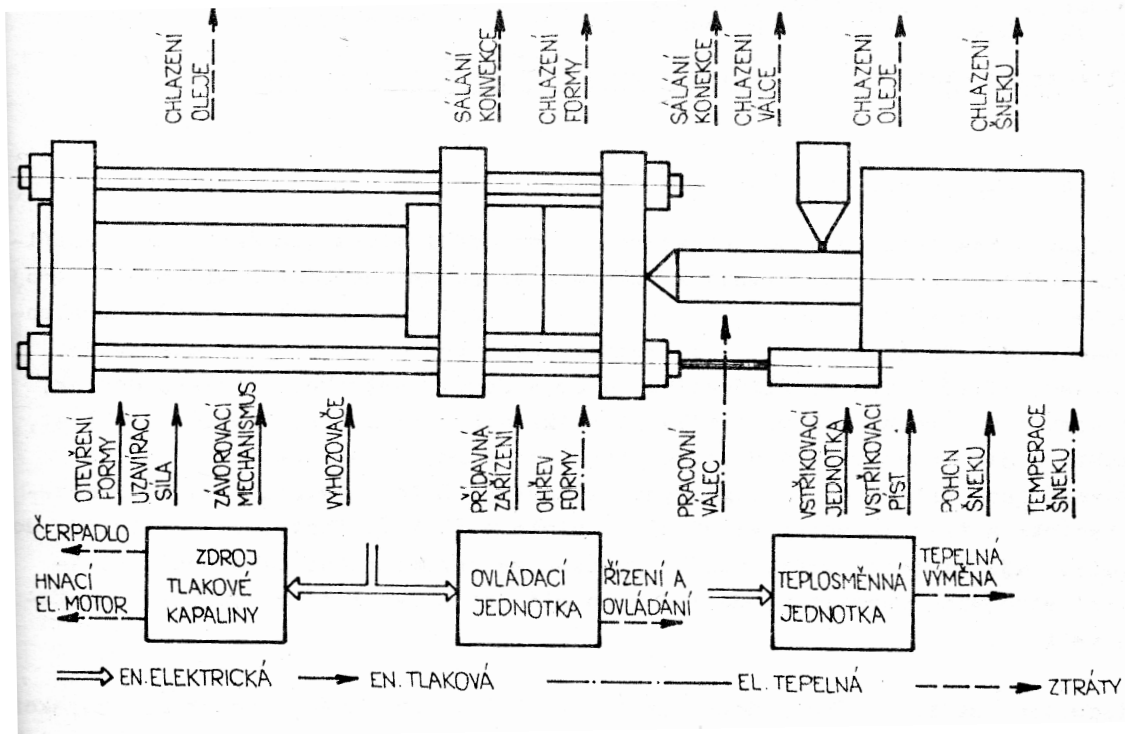 CHLAZENÍ
OLEJE
SÁLÁNÍ
KONVEKCE
CHLAZENÍ
FORMY
SÁLÁNÍ
KONEKCE
CHLAZENÍ
VÁLCE
CHLAZENÍ
OLEJE
CHLAZENÍ
ŠNEKU
OTEVŘENÍ
FORMY
UZAVÍRACÍ
SÍLA
ZÁVOROVACÍ
MECHANISMUS
VYHOZOVAČE
PŘÍDAVNÁ
ZAŘÍZENÍ
OHŘEV
FORMY
PRACOVNÍ
VÁLEC
VSTŘIKOVACÍ
JEDNOTKA
VSTŘIKOVACÍ
PÍST
POHON
ŠNEKU
TEMPERACE
ŠNEKU
ČERPADLO
HNACÍ
EL. MOTOR
ZDROJ
TLAKOVÉ
KAPALINY
OVLÁDACÍ
JEDNOTKA
ŘÍZENÍ A
OVLÁDÁNÍ
TEPLOSMĚNNÁ
JEDNOTKA
TEPELNÁ
VÝMĚNA
EN. ELEKTRICKÁ
EN. TLAKOVÁ
EL. TEPELNÁ
ZTRÁTY